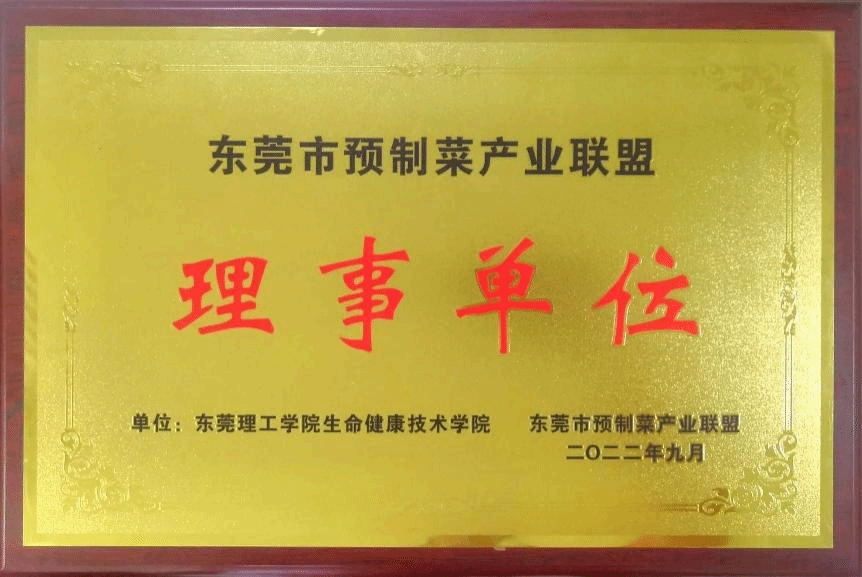 东莞市预制菜产业联盟
理事单位
单位：东莞理工学院生命健康技术学院 东莞市预制菜产业联盟
二〇二二年九月